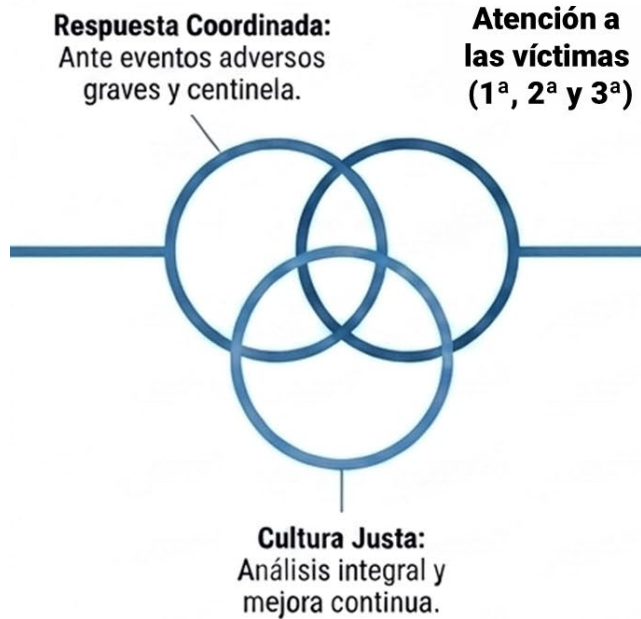 Respuesta Coordinada:
Ante eventos adversos
graves y centinela.
Atención a
las víctimas
(1ª, 2ª y 3ª)
Cultura Justa:
Análisis integral y
mejora continua.